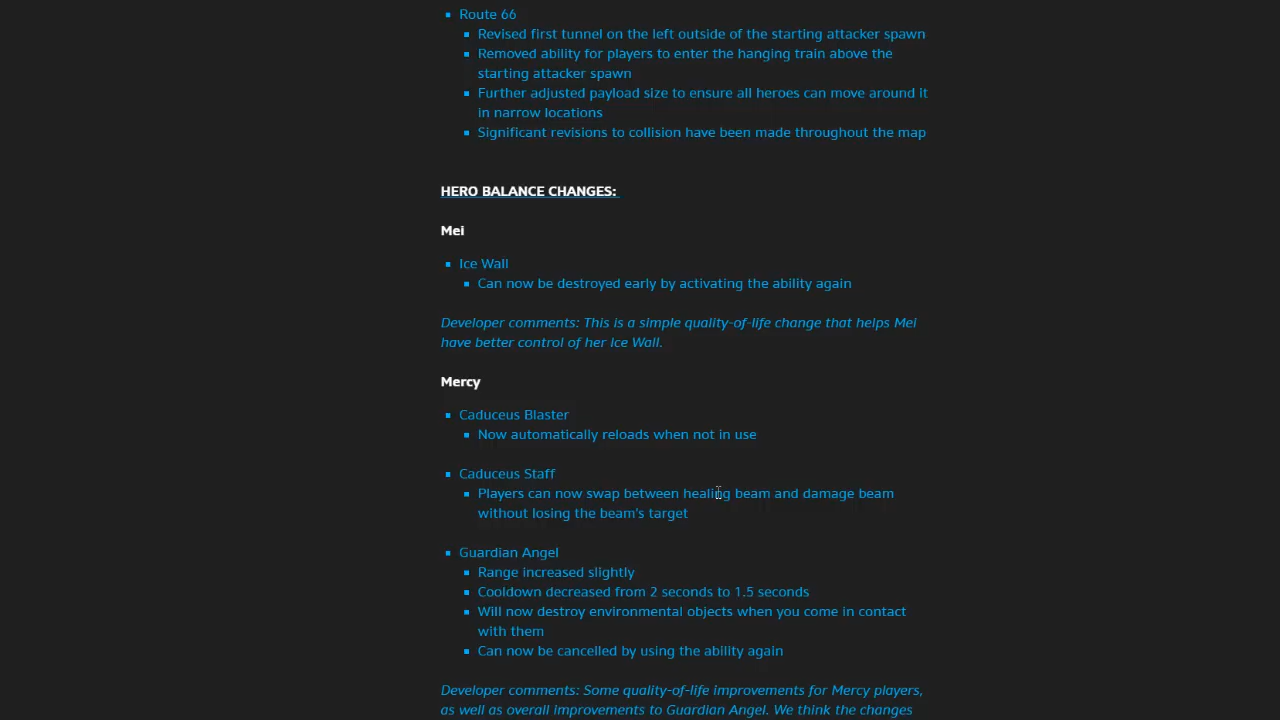 Route 66
Revised first tunnel on the left outside of the starting attacker spawn
Removed ability for players to enter the hanging train above the
starting attacker spawn
Further adjusted payload size to ensure all heroes can move around it
in narrow locations
Significant revisions to collision have been made throughout the map
HERO BALANCE CHANGES:
Mei
Ice Wall
Can now be destroyed early by activating the ability again
Developer comments: This is a simple quality-of-life change that helps Mei
have better control of her Ice Wall.
Mercy
Caduceus Blaster
Now automatically reloads when not in use
Caduceus Staff
Players can now swap between healing beam and damage beam
without losing the beam's target
Guardian Angel
Range increased slightly
Cooldown decreased from 2 seconds to 1.5 seconds
Will now destroy environmental objects when you come in contact
with them
Can now be cancelled by using the ability again
Developer comments: Some quality-of-life improvements for Mercy players,
as well as overall improvements to Guardian Angel. We think the changes